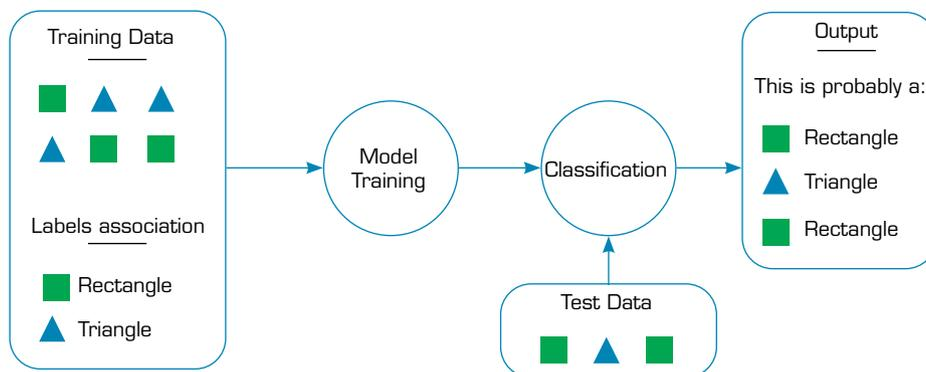 Training Data
Labels association
Rectangle
Triangle
Model
Training
Classification
Test Data
Output
This is probably a:
Rectangle
Triangle
Rectangle